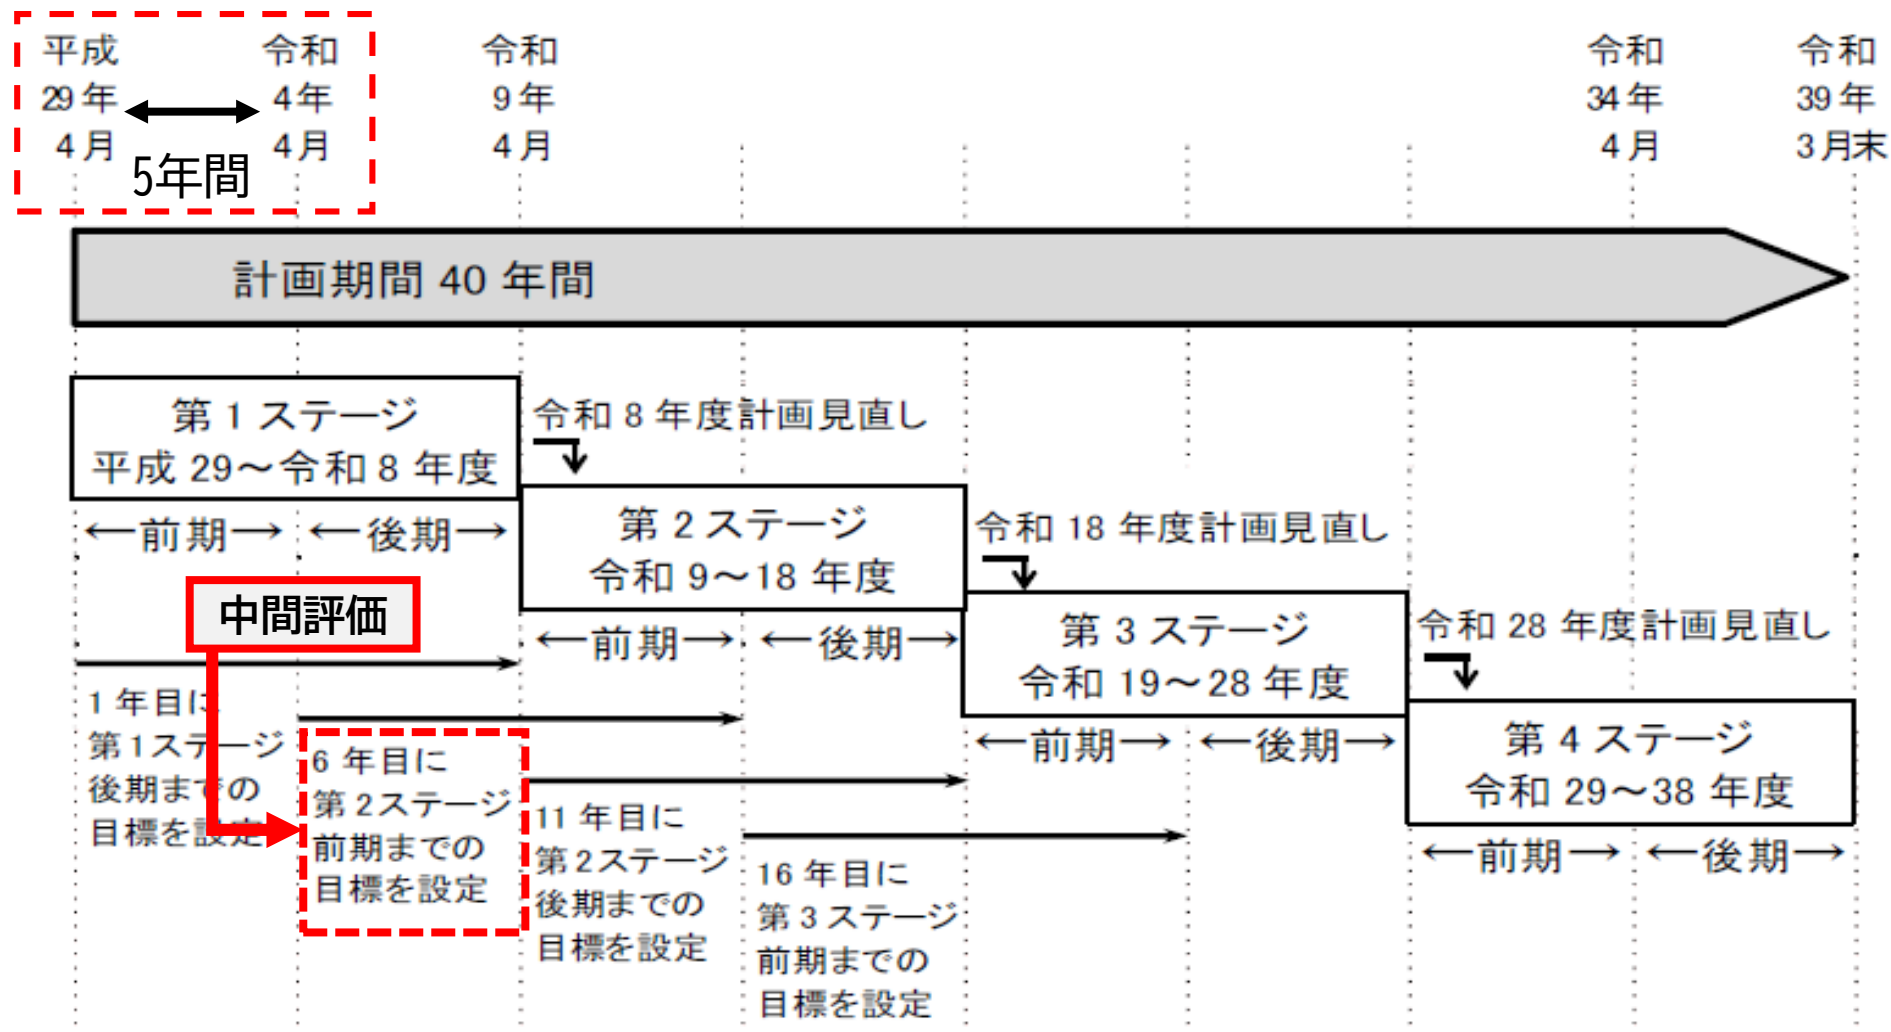 平成
29年
4月
令和
4年
4月
5年間
令和
9年
4月
令和
34年
4月
令和
39年
3月末
計画期間 40 年間
第 1 ステージ
平成 29～令和 8 年度
令和 8 年度計画見直し
←前期→
←後期→
第 2 ステージ
令和 9～18 年度
令和 18 年度計画見直し
←前期→
←後期→
中間評価
第 3 ステージ
令和 19～28 年度
令和 28 年度計画見直し
←前期→
←後期→
第 4 ステージ
令和 29～38 年度
←前期→
←後期→
1 年目に
第1ステージ
後期までの
目標を設定
6 年目に
第2ステージ
前期までの
目標を設定
11 年目に
第2ステージ
後期までの
目標を設定
16 年目に
第 3 ステージ
前期までの
目標を設定